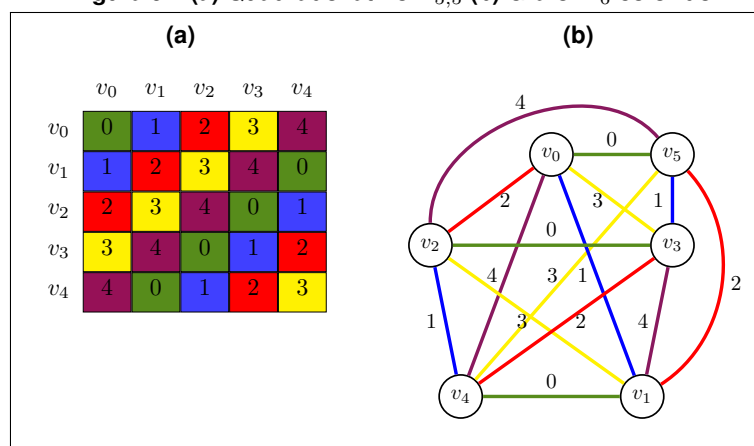 (a)
v₀ v₁ v₂ v₃ v₄
v₀ 0 1 2 3 4
v₁ 1 2 3 4 0
v₂ 2 3 4 0 1
v₃ 3 4 0 1 2
v₄ 4 0 1 2 3
(b)
4
0
v₀ v₅
2 3 1
0
v₂ v₃
4 3 1 2
1 3 2 4
0
v₄ v₁